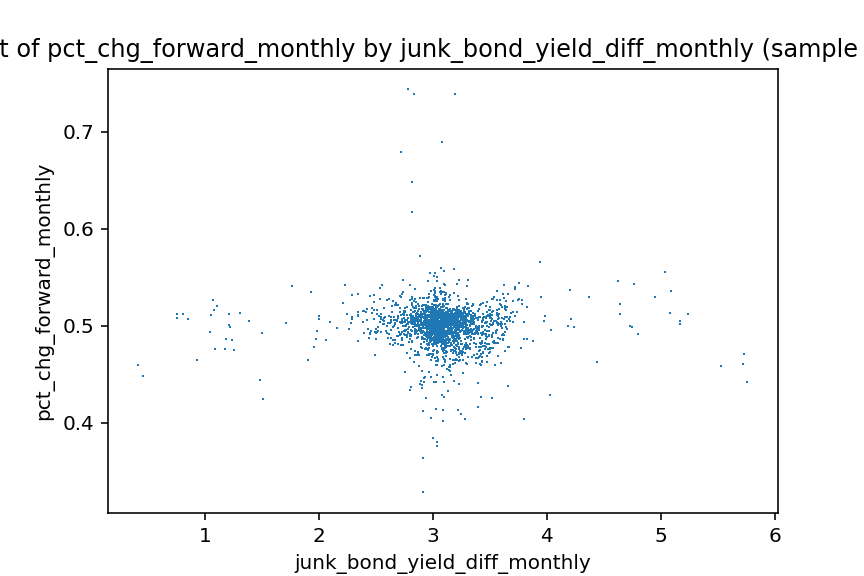 t of pct_chg_forward_monthly by junk_bond_yield_diff_monthly (sample
0.7
0.6
0.5
0.4
pct_chg_forward_monthly
1 2 3 4 5 6
junk_bond_yield_diff_monthly